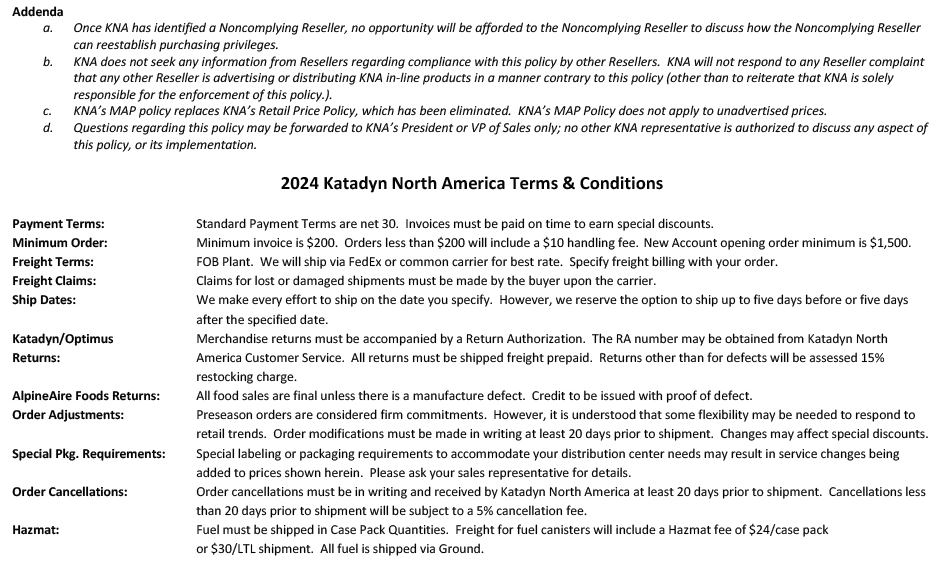 Addenda
a. Once KNA has identified a Noncomplying Reseller, no opportunity will be afforded to the Noncomplying Reseller to discuss how the Noncomplying Reseller
can reestablish purchasing privileges.
b. KNA does not seek any information from Resellers regarding compliance with this policy by other Resellers. KNA will not respond to any Reseller complaint
that any other Reseller is advertising or distributing KNA in-line products in a manner contrary to this policy (other than to reiterate that KNA is solely
responsible for the enforcement of this policy.).
c. KNA's MAP policy replaces KNA's Retail Price Policy, which has been eliminated. KNA's MAP Policy does not apply to unadvertised prices.
d. Questions regarding this policy may be forwarded to KNA's President or VP of Sales only; no other KNA representative is authorized to discuss any aspect of
this policy, or its implementation.
2024 Katadyn North America Terms & Conditions
Payment Terms: Standard Payment Terms are net 30. Invoices must be paid on time to earn special discounts.
Minimum Order: Minimum invoice is $200. Orders less than $200 will include a $10 handling fee. New Account opening order minimum is $1,500.
Freight Terms: FOB Plant. We will ship via FedEx or common carrier for best rate. Specify freight billing with your order.
Freight Claims: Claims for lost or damaged shipments must be made by the buyer upon the carrier.
Ship Dates: We make every effort to ship on the date you specify. However, we reserve the option to ship up to five days before or five days
after the specified date.
Katadyn/Optimus Merchandise returns must be accompanied by a Return Authorization. The RA number may be obtained from Katadyn North
Returns: America Customer Service. All returns must be shipped freight prepaid. Returns other than for defects will be assessed 15%
restocking charge.
AlpineAire Foods Returns: All food sales are final unless there is a manufacture defect. Credit to be issued with proof of defect.
Order Adjustments: Preseason orders are considered firm commitments. However, it is understood that some flexibility may be needed to respond to
retail trends. Order modifications must be made in writing at least 20 days prior to shipment. Changes may affect special discounts.
Special Pkg. Requirements: Special labeling or packaging requirements to accommodate your distribution center needs may result in service changes being
added to prices shown herein. Please ask your sales representative for details.
Order Cancellations: Order cancellations must be in writing and received by Katadyn North America at least 20 days prior to shipment. Cancellations less
than 20 days prior to shipment will be subject to a 5% cancellation fee.
Hazmat: Fuel must be shipped in Case Pack Quantities. Freight for fuel canisters will include a Hazmat fee of $24/case pack
or $30/LTL shipment. All fuel is shipped via Ground.